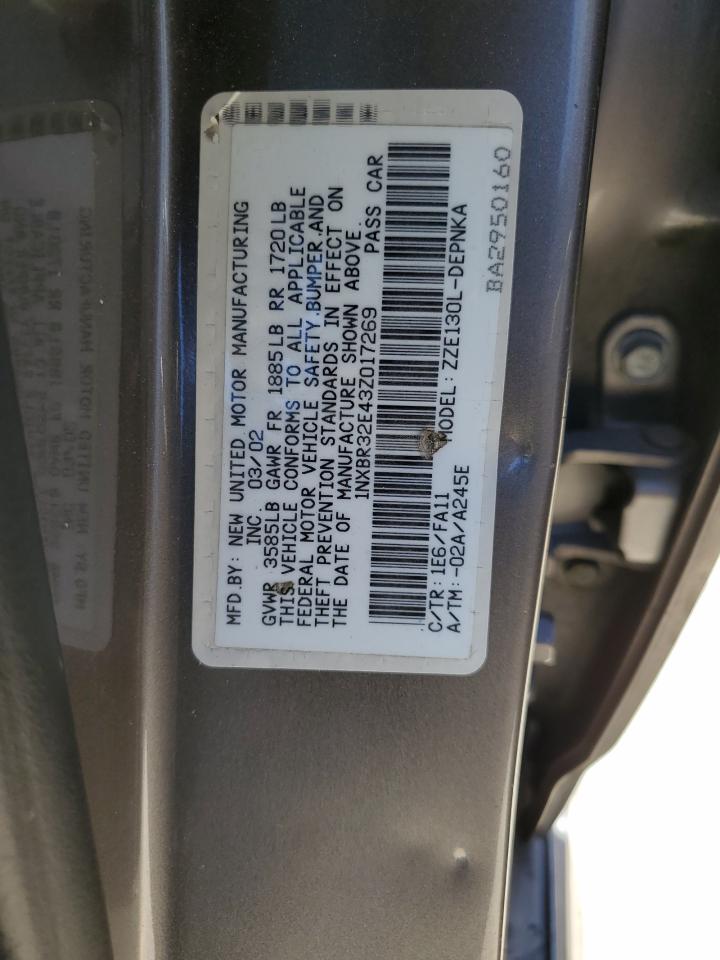 MFD.BY: NEW UNITED MOTOR MANUFACTURING
INC. 03/02
GVWR 3585LB GAWR FR 1885LB RR 1720LB
THIS VEHICLE CONFORMS TO ALL APPLICABLE
FEDERAL MOTOR VEHICLE SAFETY.BUMPER.AND
THEFT PREVENTION STANDARDS IN EFFECT ON
THE DATE OF MANUFACTURE SHOWN ABOVE.
1NXBR32E43Z017269 PASS CAR
C/TR: 1E6/FA11 MODEL: ZZE130L-DEPNKA
A/TM: -02A/A245E
BA2950160